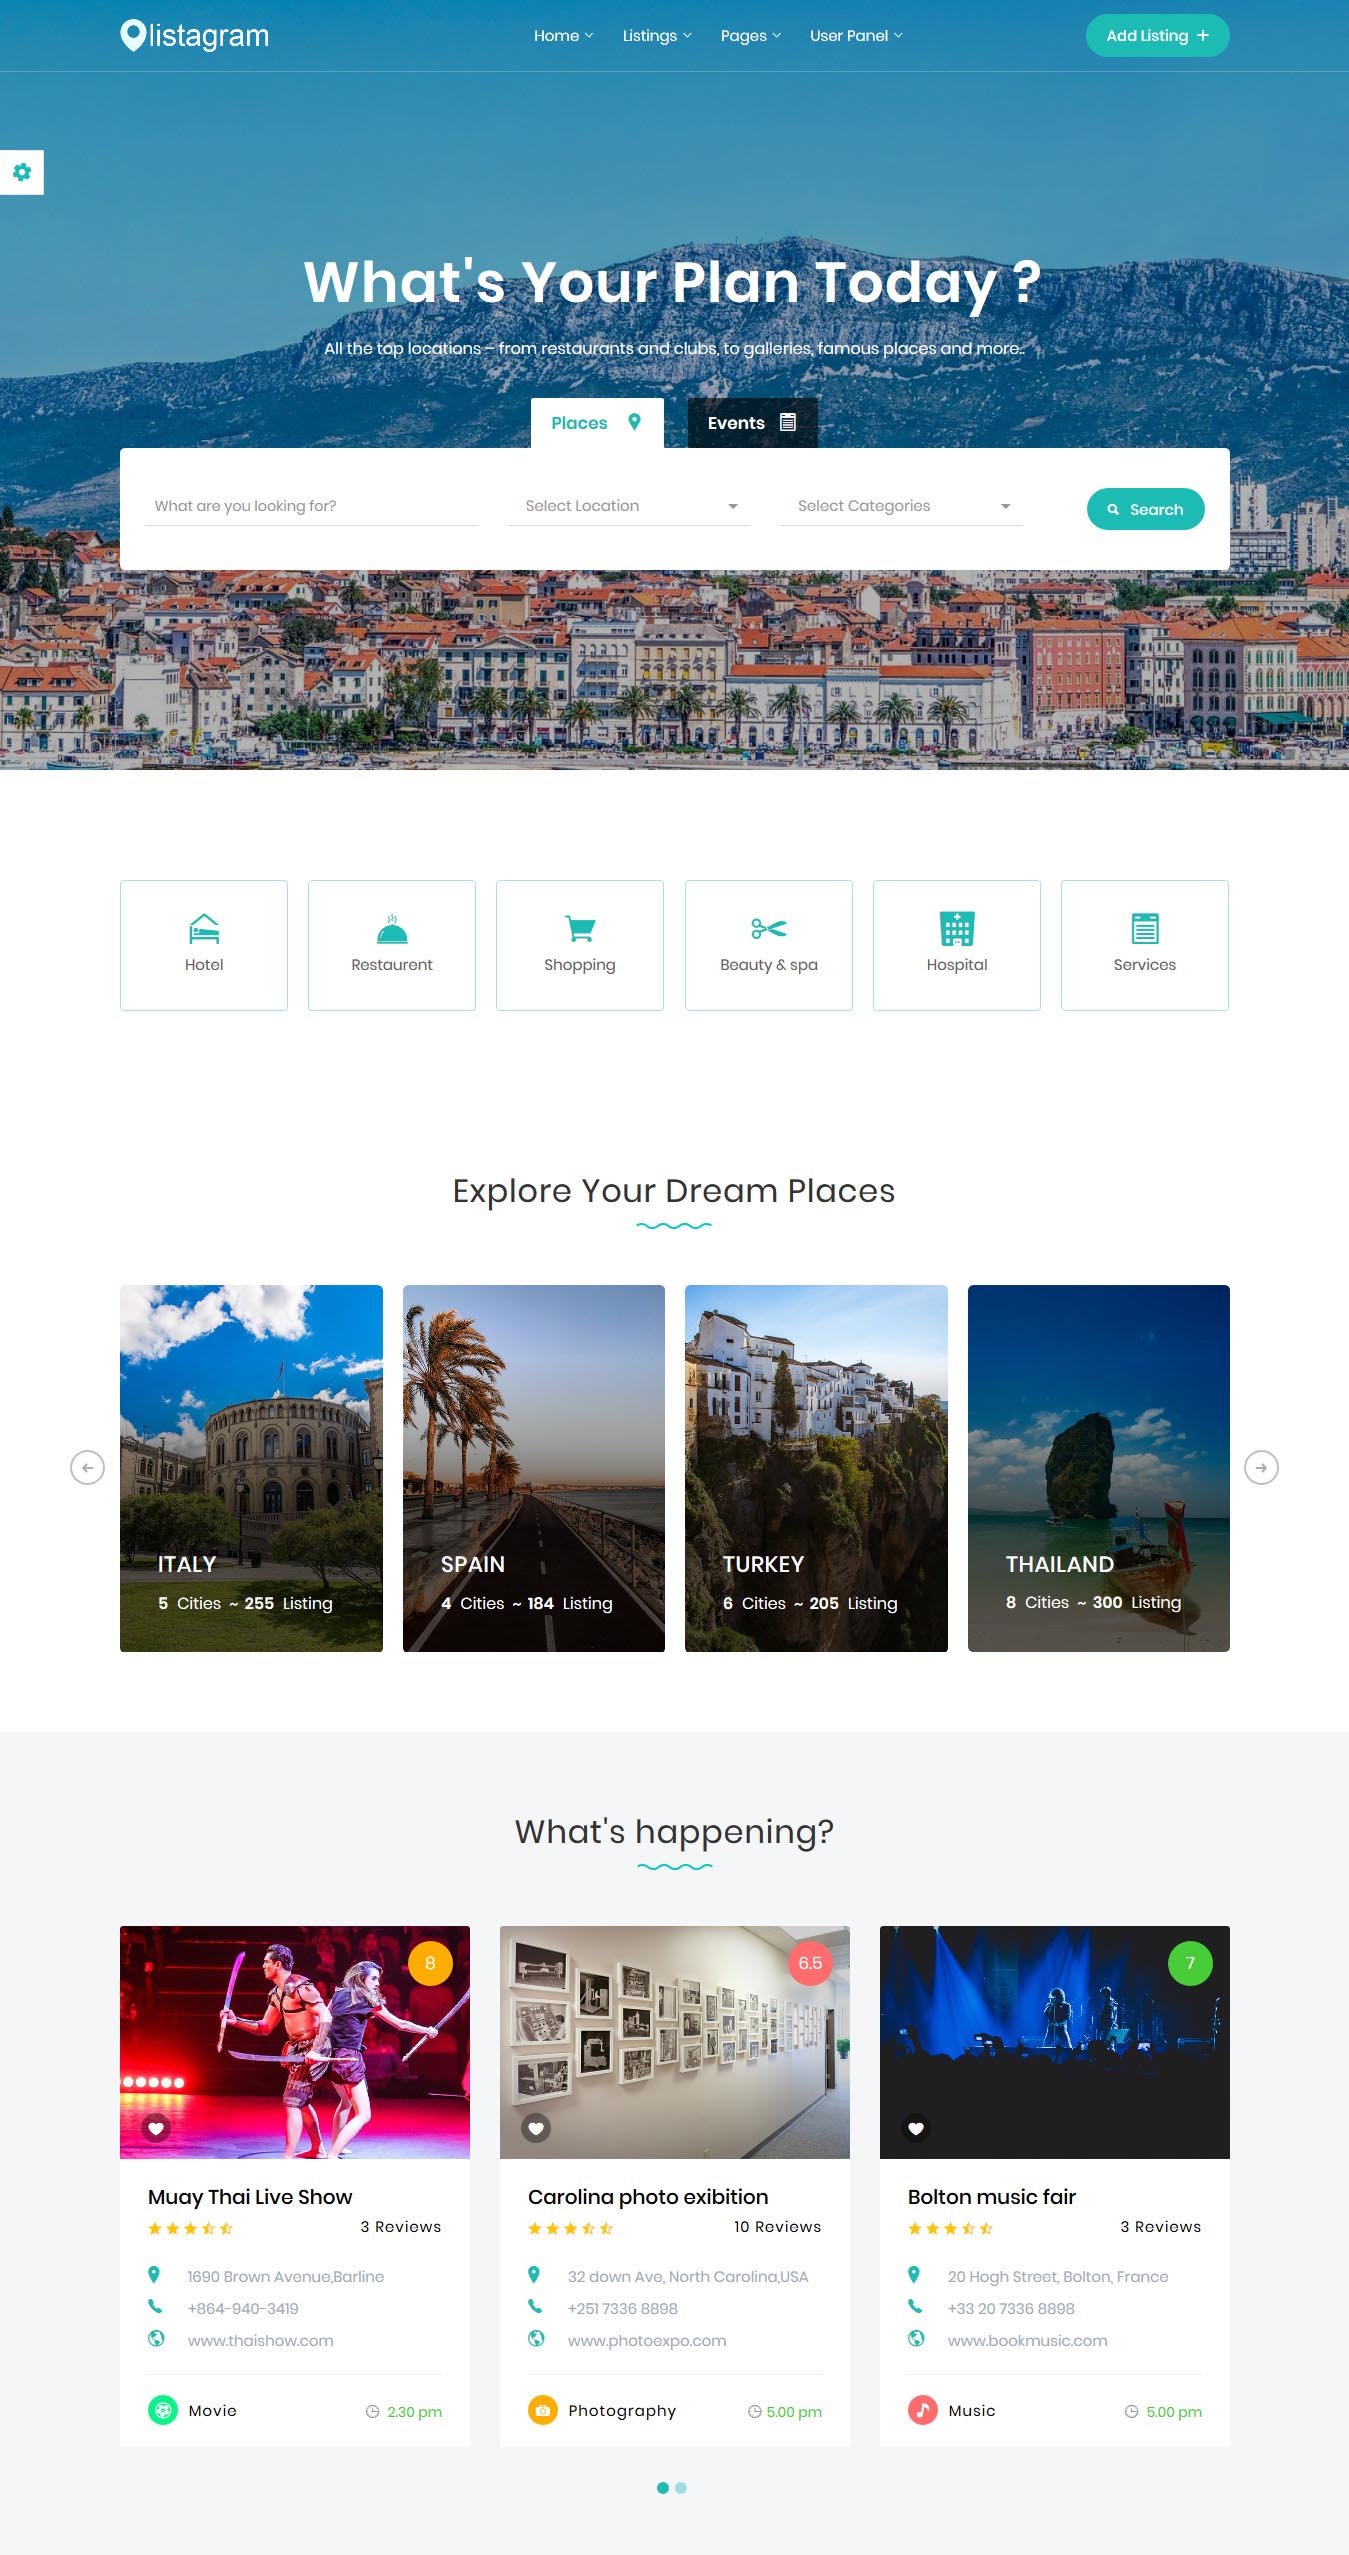 listagram
Home Listings Pages User Panel
Add Listing +
What's Your Plan Today ?
All the top locations – from restaurants and clubs, to galleries, famous places and more..
Places
Events
What are you looking for?
Select Location
Select Categories
Search
Hotel
Restaurent
Shopping
Beauty & spa
Hospital
Services
Explore Your Dream Places
ITALY
5 Cities ~ 255 Listing
SPAIN
4 Cities ~ 184 Listing
TURKEY
6 Cities ~ 205 Listing
THAILAND
8 Cities ~ 300 Listing
What's happening?
8
Muay Thai Live Show
3 Reviews
1690 Brown Avenue,Barline
+864-940-3419
www.thaishow.com
Movie
2.30 pm
6.5
Carolina photo exibition
10 Reviews
32 down Ave, North Carolina,USA
+251 7336 8898
www.photoexpo.com
Photography
5.00 pm
7
Bolton music fair
3 Reviews
20 Hogh Street, Bolton, France
+33 20 7336 8898
www.bookmusic.com
Music
5.00 pm